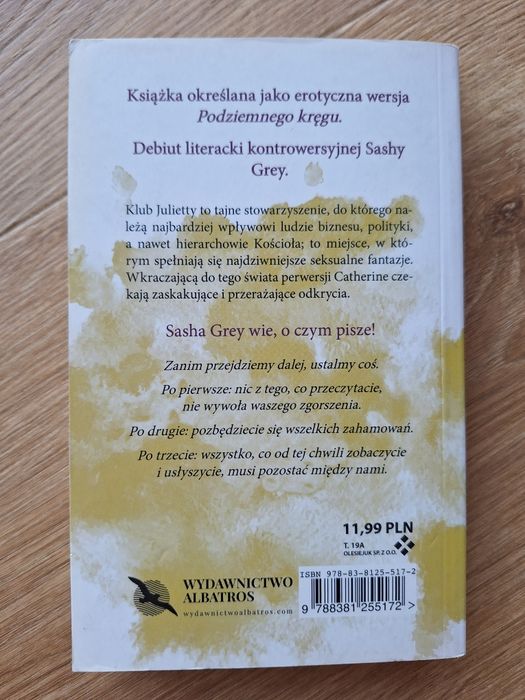 Książka określana jako erotyczna wersja
Podziemnego kręgu.
Debiut literacki kontrowersyjnej Sashy
Grey.
Klub Julietty to tajne stowarzyszenie, do którego na-
leżą najbardziej wpływowi ludzie biznesu, polityki,
a nawet hierarchowie Kościoła; to miejsce, w któ-
rym spełniają się najdziwniejsze seksualne fantazje.
Wkraczającą do tego świata perwersji Catherine cze-
kają zaskakujące i przerażające odkrycia.
Sasha Grey wie, o czym pisze!
Zanim przejdziemy dalej, ustalmy coś.
Po pierwsze: nic z tego, co przeczytacie,
nie wywoła waszego zgorszenia.
Po drugie: pozbędziecie się wszelkich zahamowań.
Po trzecie: wszystko, co od tej chwili zobaczycie
i usłyszycie, musi pozostać między nami.
11,99 PLN
T. 19A
OLESIEJUK SP. Z O.O.
ISBN 978-83-8125-517-2
9 788381 255172 >
WYDAWNICTWO
ALBATROS
wydawnictwoalbatros.com